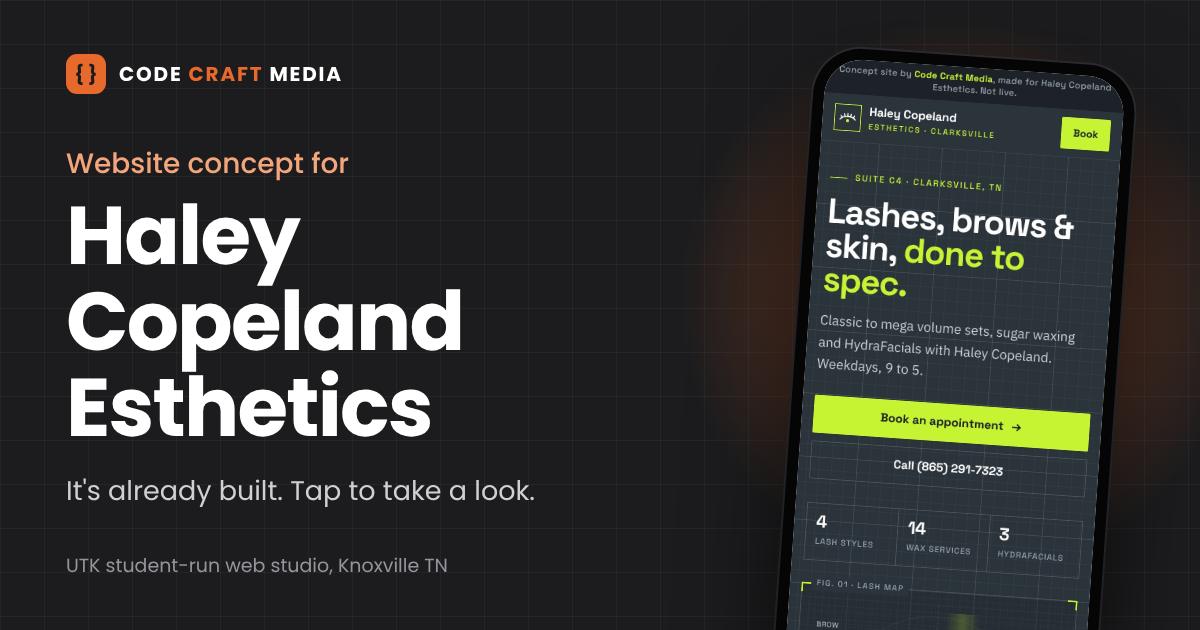 { } CODE CRAFT MEDIA
Website concept for
Haley
Copeland
Esthetics
It's already built. Tap to take a look.
UTK student-run web studio, Knoxville TN
Concept site by Code Craft Media, made for Haley Copeland
Esthetics. Not live.
Haley Copeland
ESTHETICS · CLARKSVILLE
Book
SUITE C4 · CLARKSVILLE, TN
Lashes, brows &
skin, done to
spec.
Classic to mega volume sets, sugar waxing
and HydraFacials with Haley Copeland.
Weekdays, 9 to 5.
Book an appointment →
Call (865) 291-7323
4
LASH STYLES
14
WAX SERVICES
3
HYDRAFACIALS
FIG. 01 · LASH MAP
BROW